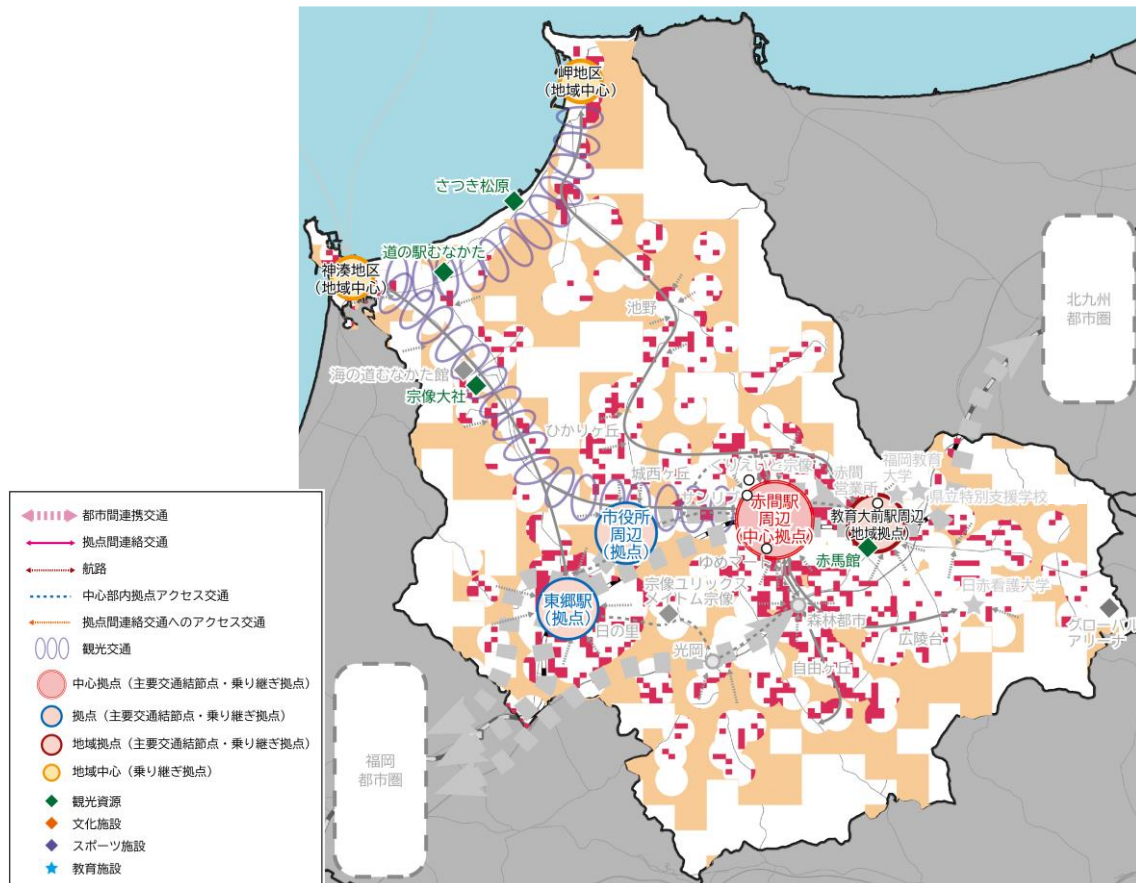 岬地区
(地域中心)
さつき松原
道の駅むなかた
神湊地区
(地域中心)
池野
北九州
都市圏
海の道むなかた館
宗像大社
ひかりヶ丘
城西ヶ丘
くりえいと宗像
サンリブ
赤間
営業所
福岡教育
大学
県立特別支援学校
市役所
周辺
(拠点)
赤間駅
周辺
(中心拠点)
教育大前駅周辺
(地域拠点)
赤馬館
ゆめマート
東郷駅
(拠点)
宗像ユリックス
メイトム宗像
日の里
光岡
森林都市
自由ヶ丘
日赤看護大学
広陵台
グローバル
アリーナ
福岡
都市圏
都市間連携交通
拠点間連絡交通
航路
中心部内拠点アクセス交通
拠点間連絡交通へのアクセス交通
観光交通
中心拠点(主要交通結節点・乗り継ぎ拠点)
拠点(主要交通結節点・乗り継ぎ拠点)
地域拠点(主要交通結節点・乗り継ぎ拠点)
地域中心(乗り継ぎ拠点)
観光資源
文化施設
スポーツ施設
教育施設